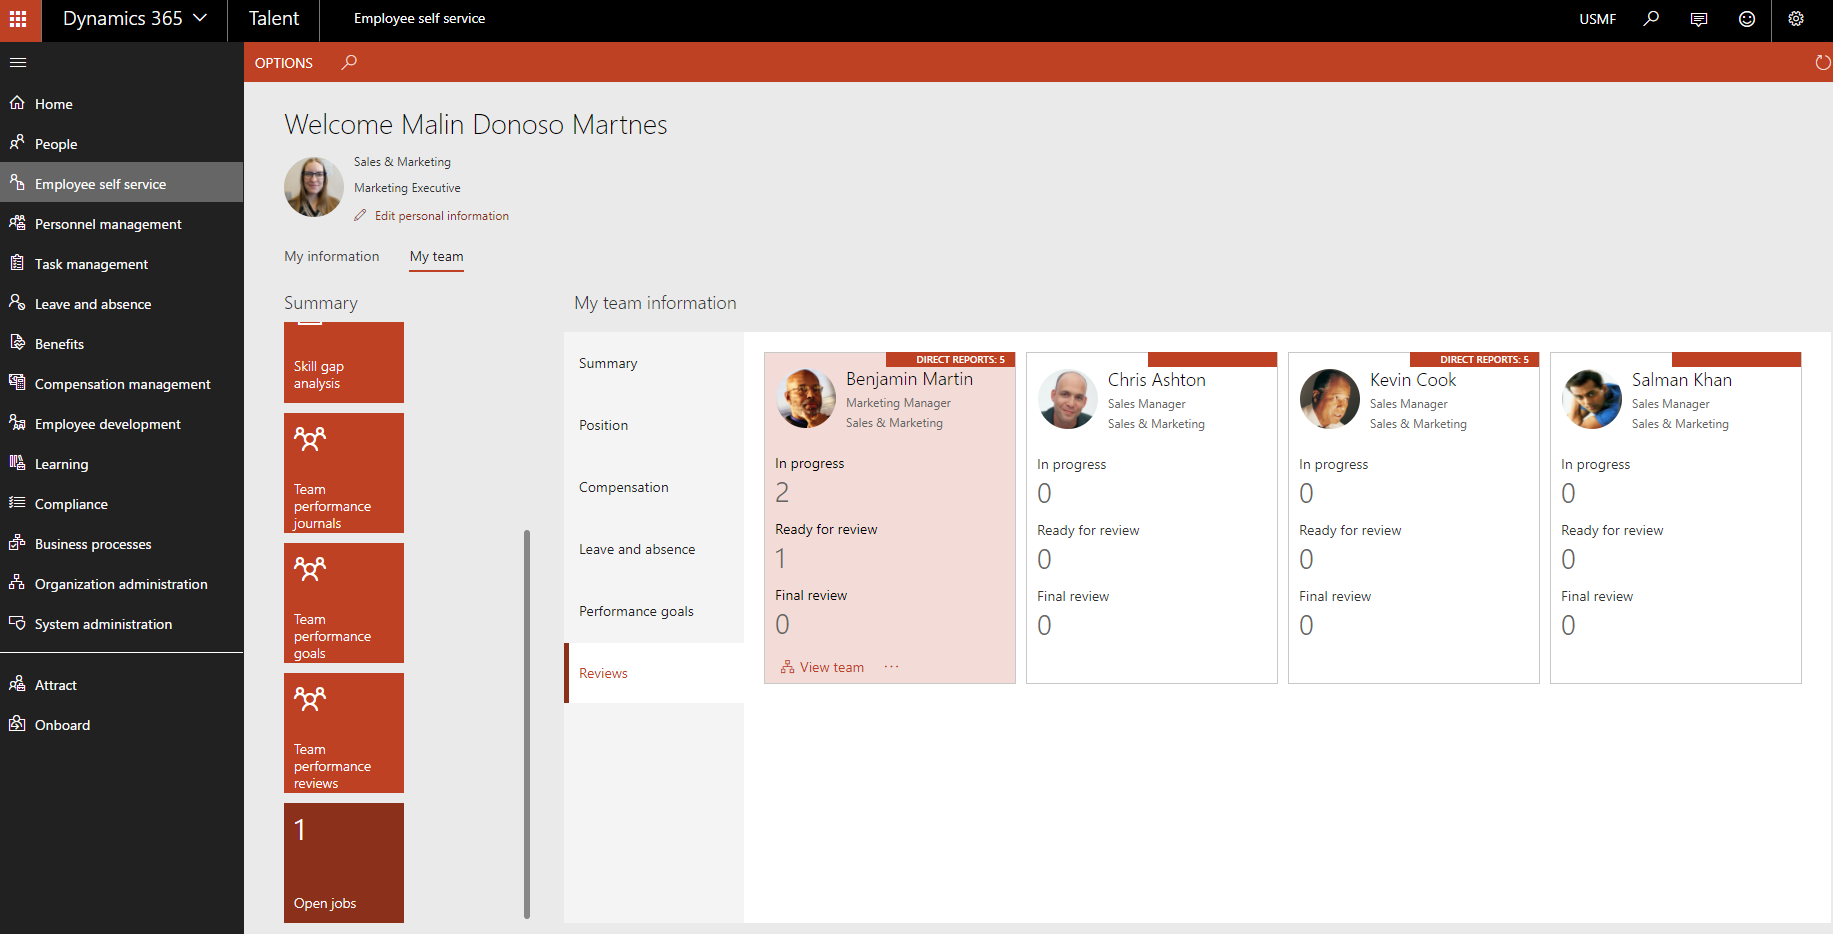 Dynamics 365
Talent
Employee self service
USMF
OPTIONS
Home
People
Employee self service
Personnel management
Task management
Leave and absence
Benefits
Compensation management
Employee development
Learning
Compliance
Business processes
Organization administration
System administration
Attract
Onboard
Welcome Malin Donoso Martnes
Sales & Marketing
Marketing Executive
Edit personal information
My information
My team
Summary
Skill gap
analysis
Team
performance
journals
Team
performance
goals
Team
performance
reviews
1
Open jobs
My team information
Summary
Position
Compensation
Leave and absence
Performance goals
Reviews
DIRECT REPORTS: 5
Benjamin Martin
Marketing Manager
Sales & Marketing
In progress
2
Ready for review
1
Final review
0
View team
...
Chris Ashton
Sales Manager
Sales & Marketing
In progress
0
Ready for review
0
Final review
0
DIRECT REPORTS: 5
Kevin Cook
Sales Manager
Sales & Marketing
In progress
0
Ready for review
0
Final review
0
Salman Khan
Sales Manager
Sales & Marketing
In progress
0
Ready for review
0
Final review
0